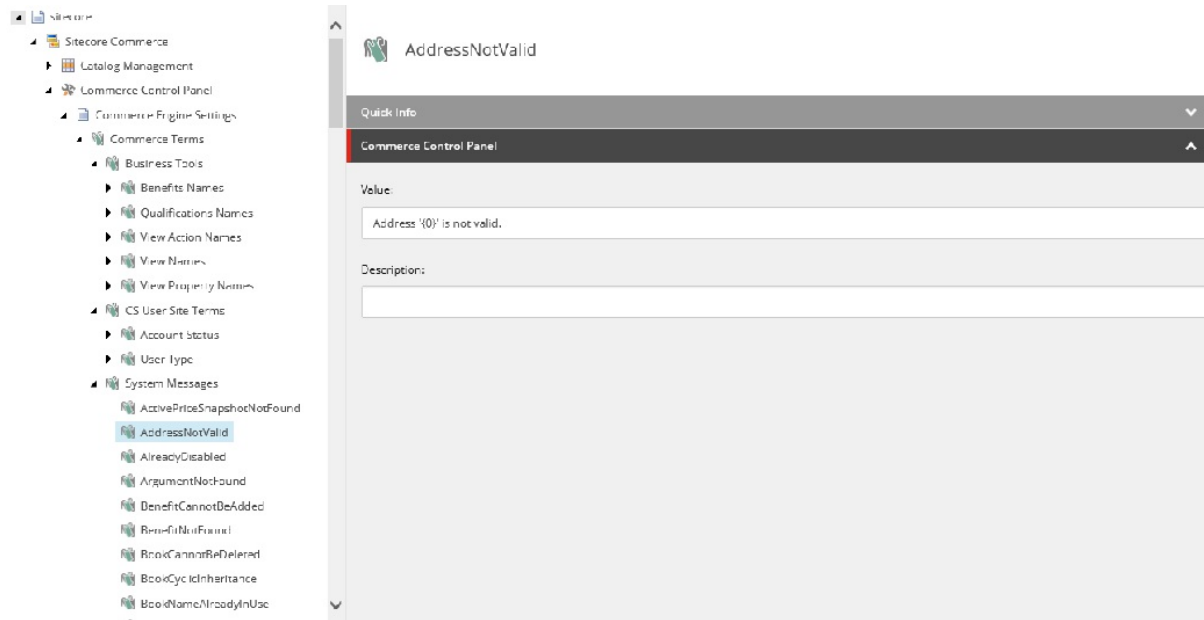 sitecore
Sitecore Commerce
Catalog Management
Commerce Control Panel
Commerce Engine Settings
Commerce Terms
Business Tools
Benefits Names
Qualifications Names
View Action Names
View Names
View Property Names
CS User Site Terms
Account Status
User Type
System Messages
ActivePriceSnapshotNotFound
AddressNotValid
AlreadyDisabled
ArgumentNotFound
BenefitCannotBeAdded
BenefitNotFound
BookCannotBeDeleted
BookCyclicInheritance
BookNameAlreadyInUse
AddressNotValid
Quick Info
Commerce Control Panel
Value:
Address '{0}' is not valid.
Description: